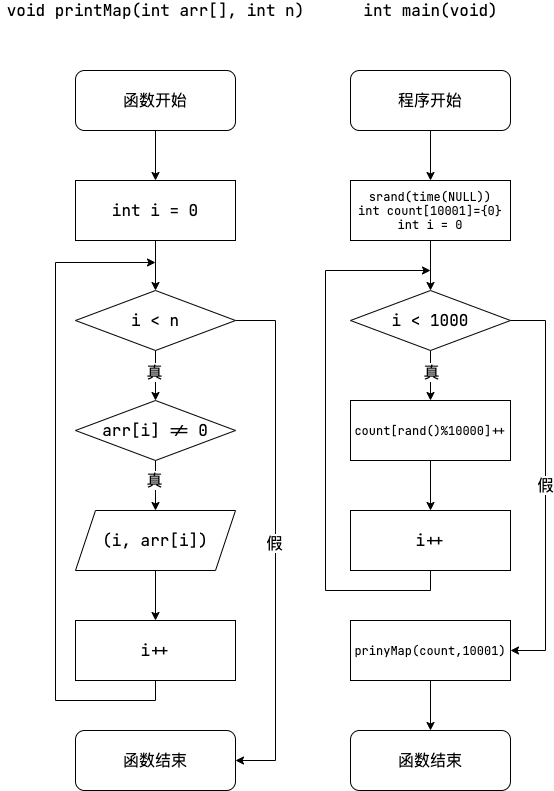 void printMap(int arr[], int n)
函数开始
int i = 0
i < n
真
arr[i] ≠ 0
真
(i, arr[i])
假
i++
函数结束
int main(void)
程序开始
srand(time(NULL))
int count[10001]={0}
int i = 0
i < 1000
真
count[rand()%10000]++
假
i++
prinyMap(count,10001)
函数结束